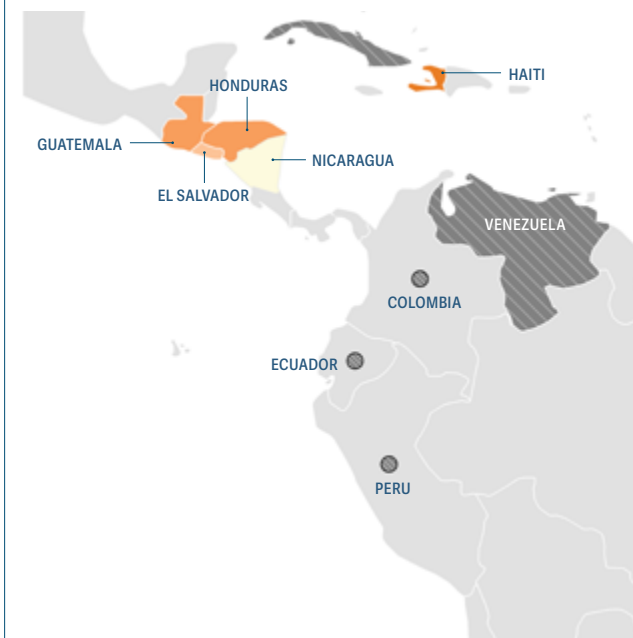 HAITI
HONDURAS
GUATEMALA
NICARAGUA
EL SALVADOR
VENEZUELA
COLOMBIA
ECUADOR
PERU